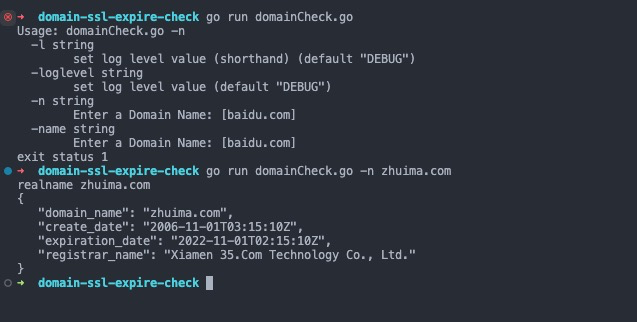 ➜ domain-ssl-expire-check go run domainCheck.go
Usage: domainCheck.go -n
-l string
set log level value (shorthand) (default "DEBUG")
-loglevel string
set log level value (default "DEBUG")
-n string
Enter a Domain Name: [baidu.com]
-name string
Enter a Domain Name: [baidu.com]
exit status 1
➜ domain-ssl-expire-check go run domainCheck.go -n zhuima.com
realname zhuima.com
{
"domain_name": "zhuima.com",
"create_date": "2006-11-01T03:15:10Z",
"expiration_date": "2022-11-01T02:15:10Z",
"registrar_name": "Xiamen 35.Com Technology Co., Ltd."
}
➜ domain-ssl-expire-check